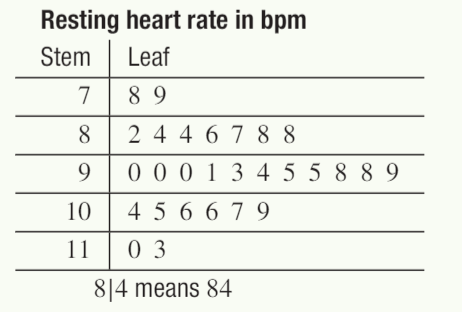 Resting heart rate in bpm
Stem Leaf
7 8 9
8 2 4 4 6 7 8 8
9 0 0 0 1 3 4 5 5 8 8 9
10 4 5 6 6 7 9
11 0 3
8|4 means 84